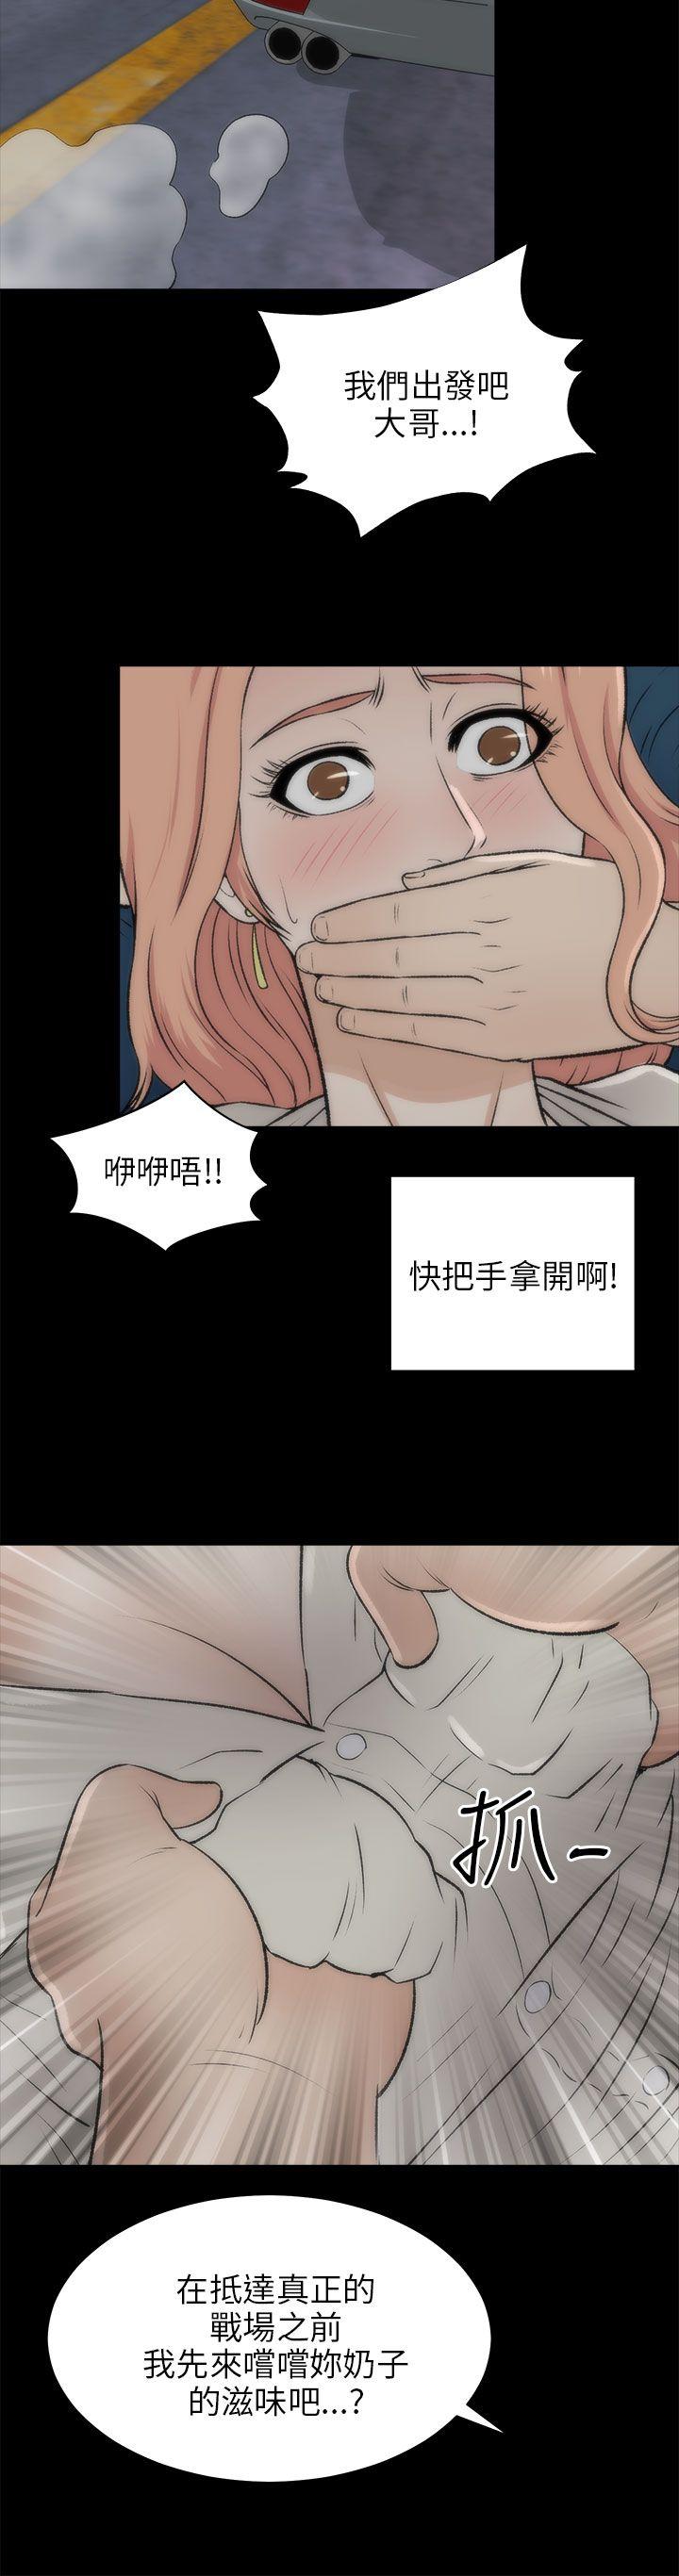 我們出發吧
大哥...!
咿咿唔!!
快把手拿開啊!
抓-
在抵達真正的
戰場之前
我先來嚐嚐妳奶子
的滋味吧...?